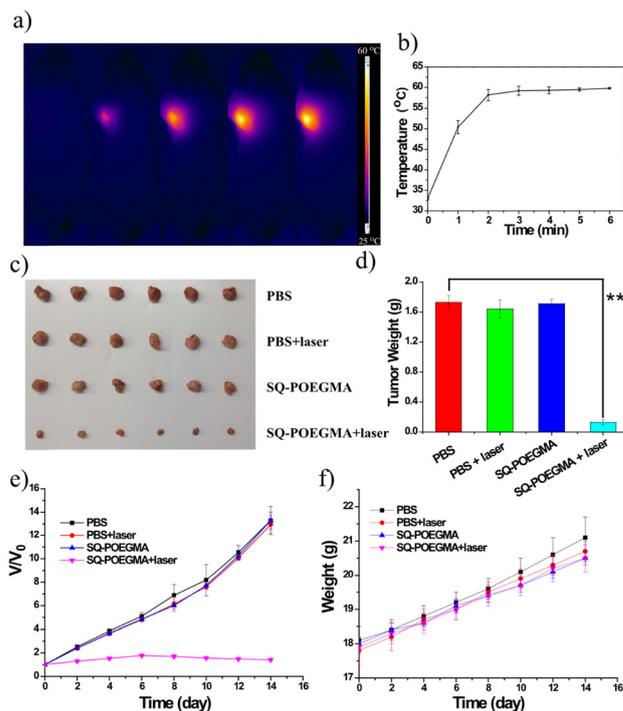 a)
60 °C
25 °C
b)
65
60
55
50
45
40
35
30
Temperature (°C)
0 1 2 3 4 5 6
Time (min)
c)
PBS
PBS+laser
SQ-POEGMA
SQ-POEGMA+laser
d)
2.0
1.6
1.2
0.8
0.4
0.0
Tumor Weight (g)
**
PBS
PBS + laser
SQ-POEGMA
SQ-POEGMA + laser
e)
16
14
12
10
8
6
4
2
0
V/V0
PBS
PBS+laser
SQ-POEGMA
SQ-POEGMA+laser
0 2 4 6 8 10 12 14 16
Time (day)
f)
22
21
20
19
18
17
Weight (g)
PBS
PBS+laser
SQ-POEGMA
SQ-POEGMA+laser
0 2 4 6 8 10 12 14 16
Time (day)